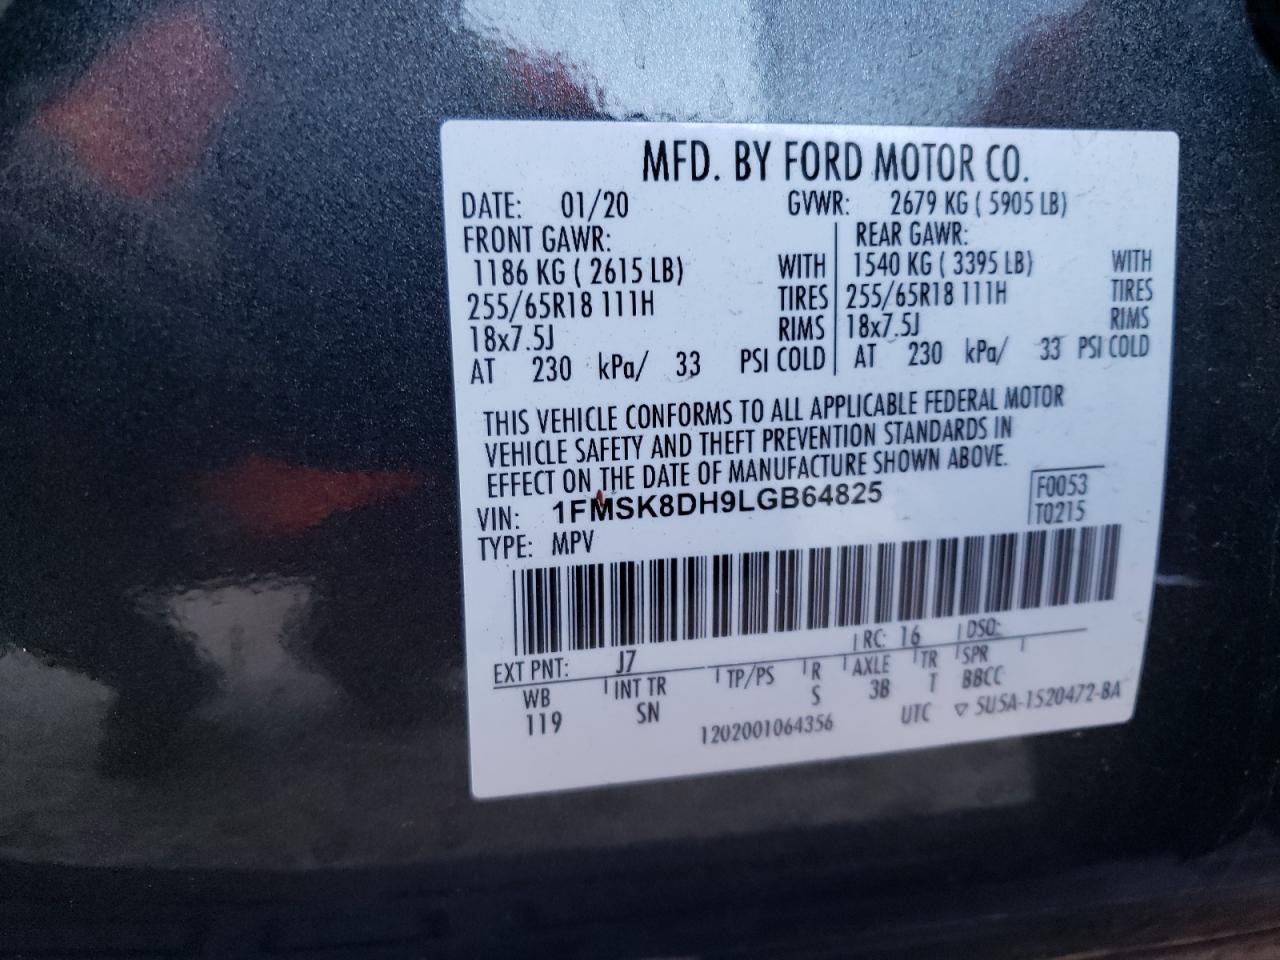 MFD. BY FORD MOTOR CO.
DATE: 01/20 GVWR: 2679 KG ( 5905 LB)
FRONT GAWR: REAR GAWR:
1186 KG ( 2615 LB) WITH 1540 KG ( 3395 LB) WITH
255/65R18 111H TIRES 255/65R18 111H TIRES
18x7.5J RIMS 18x7.5J RIMS
AT 230 kPa/ 33 PSI COLD AT 230 kPa/ 33 PSI COLD
THIS VEHICLE CONFORMS TO ALL APPLICABLE FEDERAL MOTOR
VEHICLE SAFETY AND THEFT PREVENTION STANDARDS IN
EFFECT ON THE DATE OF MANUFACTURE SHOWN ABOVE.
VIN: 1FMSK8DH9LGB64825 F0053
TYPE: MPV T0215
EXT PNT: J7 RC: 16 DSO:
WB INT TR TP/PS R AXLE TR SPR
119 SN S 3B T BBCC
1202001064356 UTC ▽ 5USA-1520472-BA